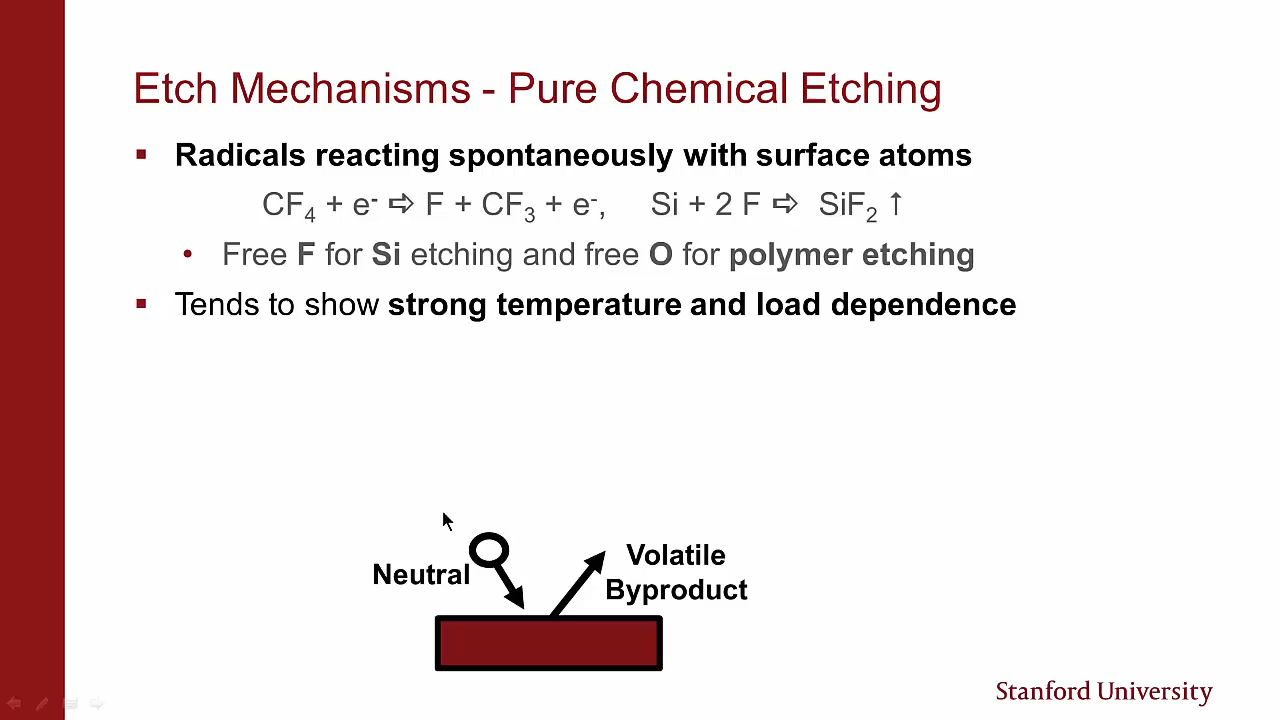 Etch Mechanisms - Pure Chemical Etching
▪ Radicals reacting spontaneously with surface atoms
CF₄ + e⁻ ⇨ F + CF₃ + e⁻, Si + 2 F ⇨ SiF₂ ↑
• Free F for Si etching and free O for polymer etching
▪ Tends to show strong temperature and load dependence
Neutral
Volatile
Byproduct
Stanford University